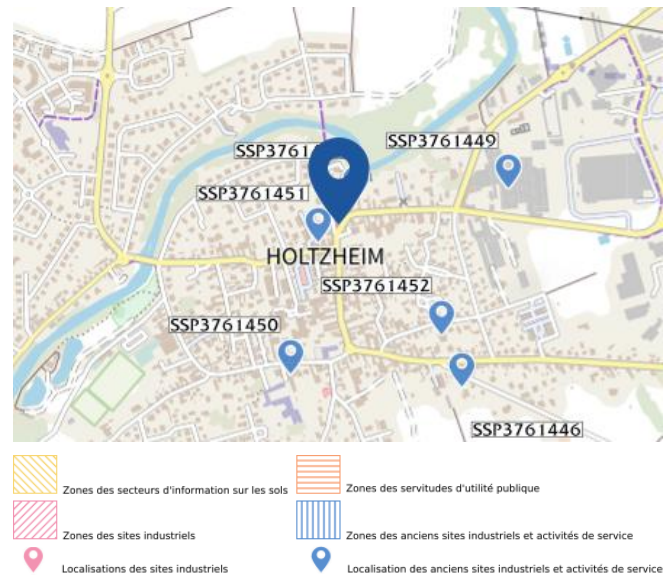 SSP3761449
SSP3761451
HOLTZHEIM
SSP3761452
SSP3761450
SSP3761446
Zones des secteurs d'information sur les sols
Zones des servitudes d'utilité publique
Zones des sites industriels
Zones des anciens sites industriels et activités de service
Localisations des sites industriels
Localisation des anciens sites industriels et activités de service